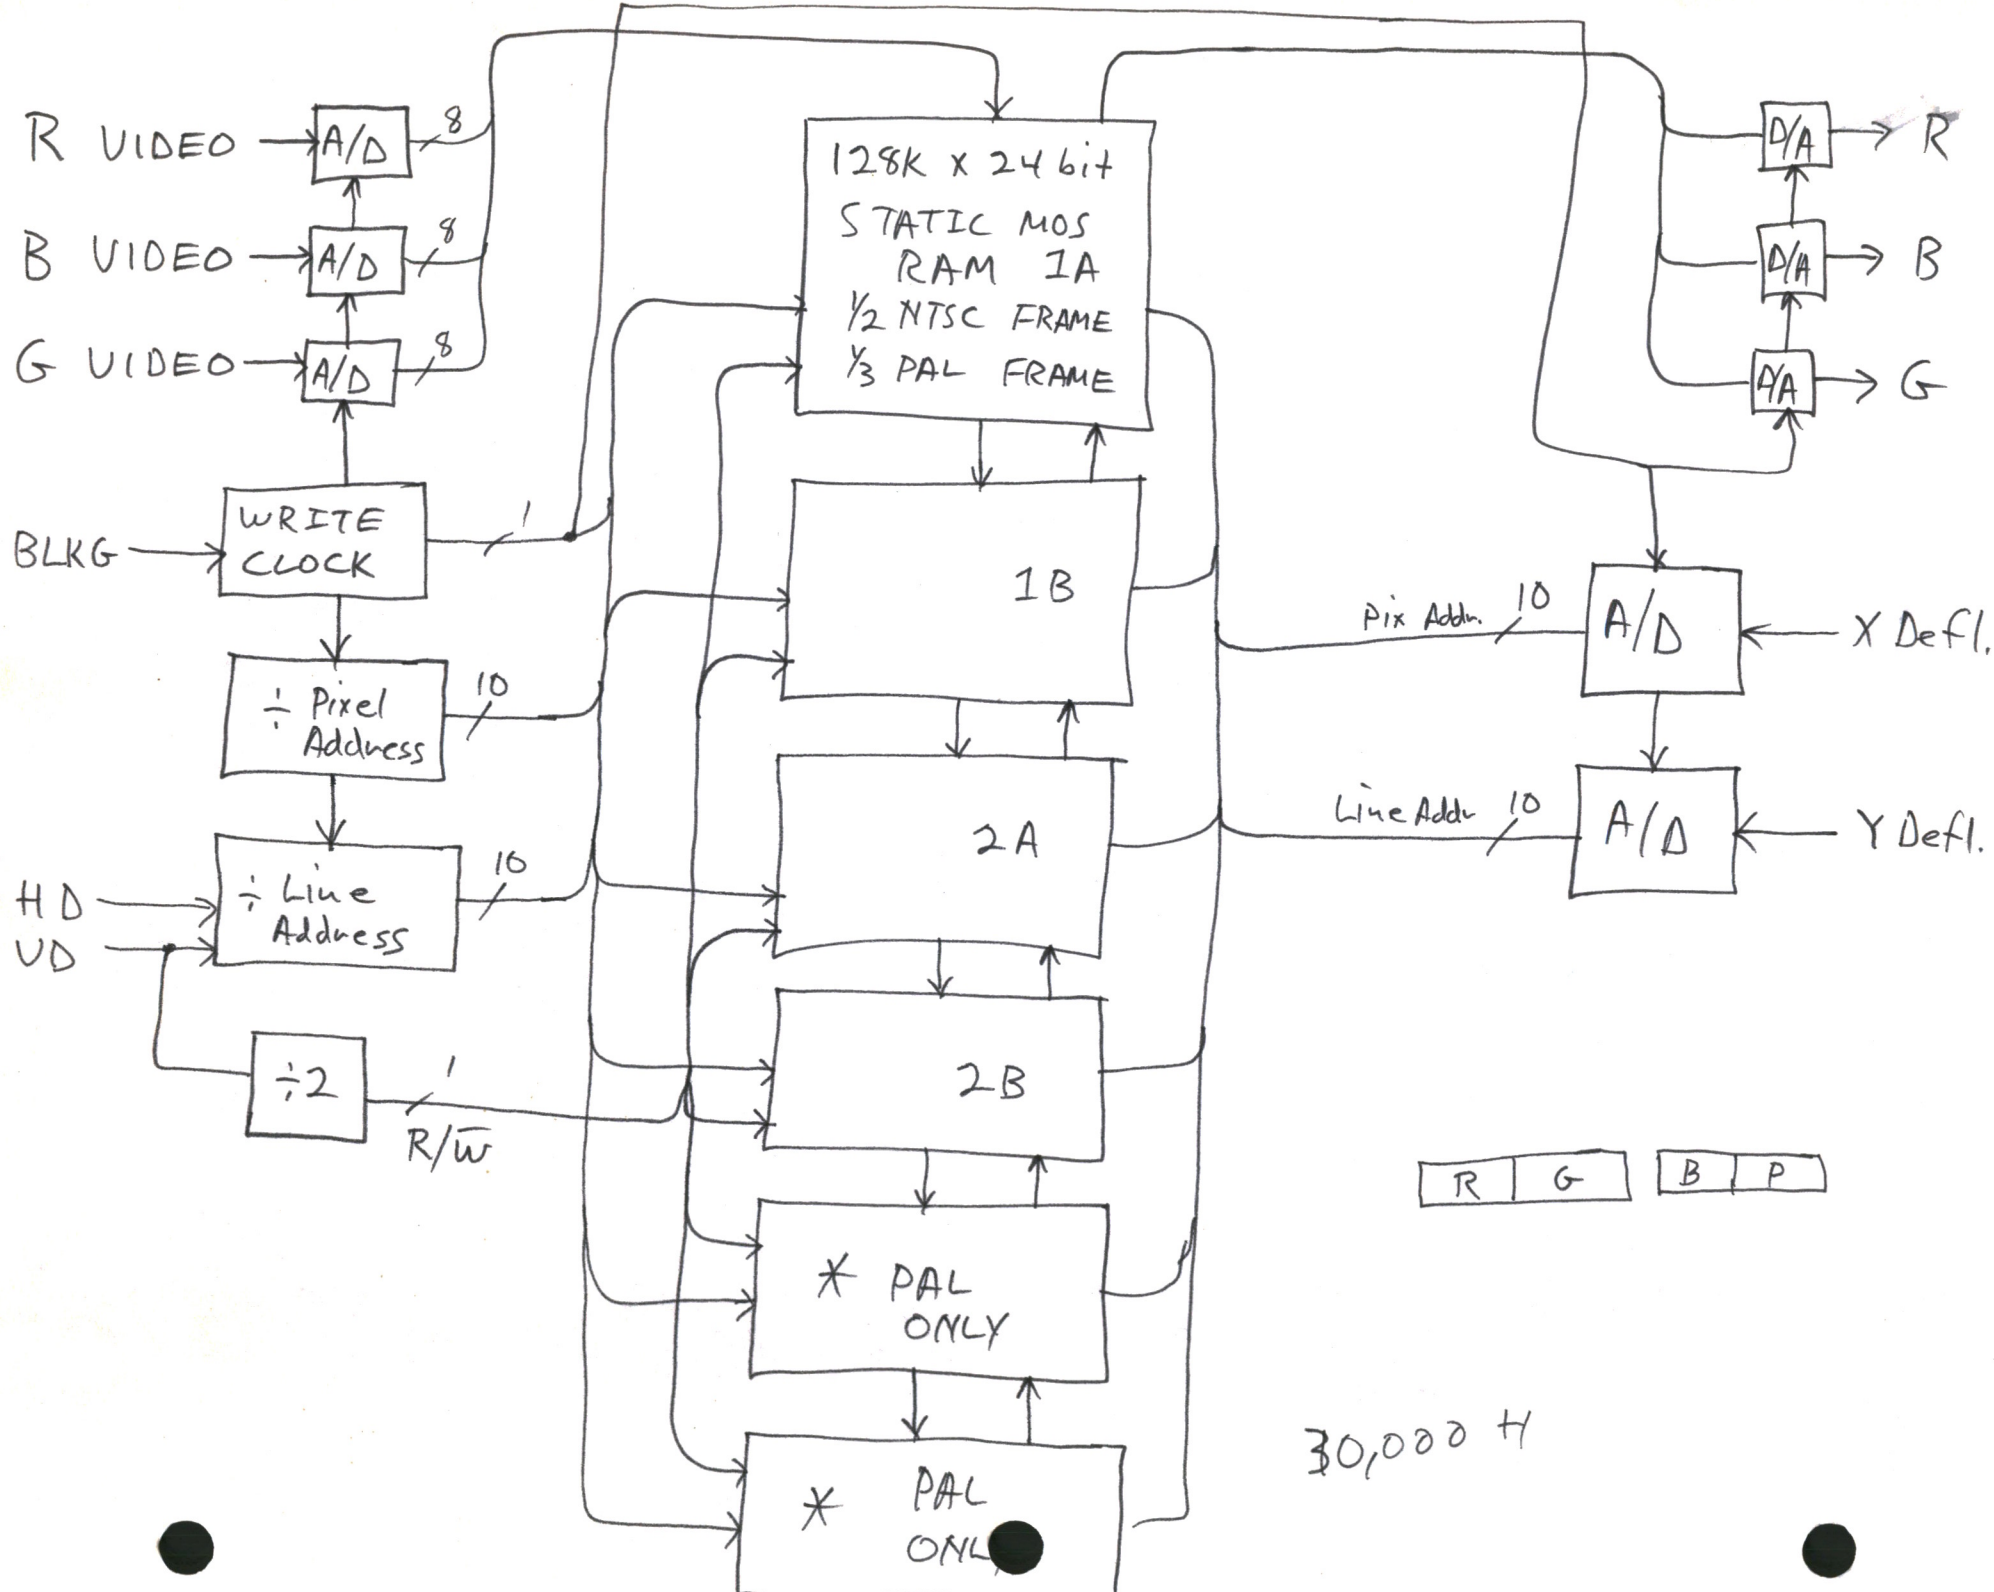 R VIDEO
A/D
8
B VIDEO
A/D
8
G VIDEO
A/D
8
BLKG
WRITE
CLOCK
1
÷ Pixel
Address
10
HD
VD
÷ Line
Address
10
÷2
1
R/W̅
128K x 24 bit
STATIC MOS
RAM 1A
1/2 NTSC FRAME
1/3 PAL FRAME
1B
2A
2B
* PAL
ONLY
* PAL
D/A
R
D/A
B
D/A
G
Pix Addr.
10
A/D
X Defl.
Line Addr
10
A/D
Y Defl.
R G B P
30,000 H